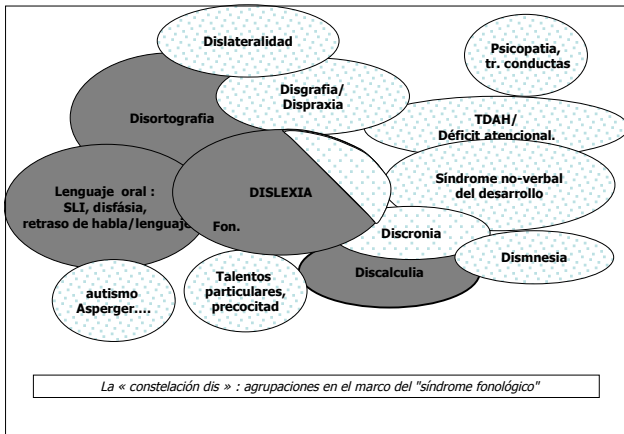 Dislateralidad
Psicopatia,
tr. conductas
Disgrafia/
Dispraxia
Disortografia
TDAH/
Déficit atencional.
Lenguaje oral :
SLI, disfásia,
retraso de habla/lenguaje
DISLEXIA
Fon.
Síndrome no-verbal
del desarrollo
Discronia
Dismnesia
Discalculia
autismo
Asperger….
Talentos
particulares,
precocitad
La « constelación dis » : agrupaciones en el marco del "síndrome fonológico"